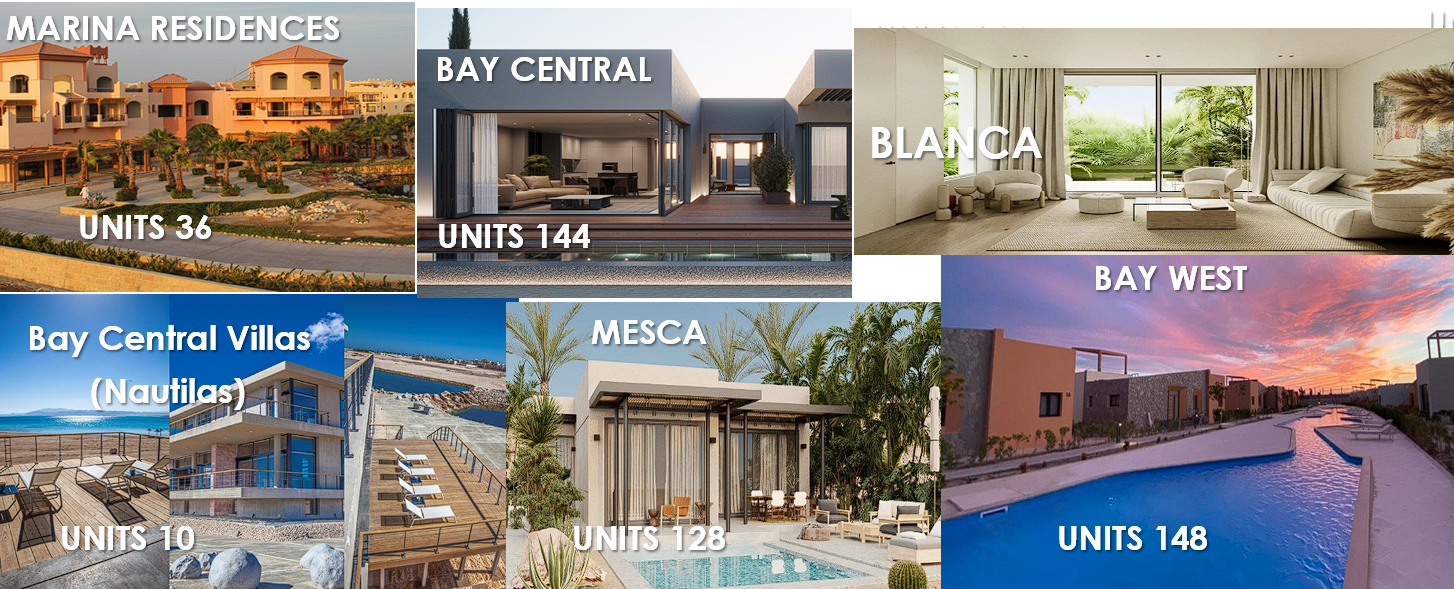 MARINA RESIDENCES
UNITS 36
BAY CENTRAL
UNITS 144
BLANCA
Bay Central Villas
(Nautilas)
UNITS 10
MESCA
UNITS 128
BAY WEST
UNITS 148